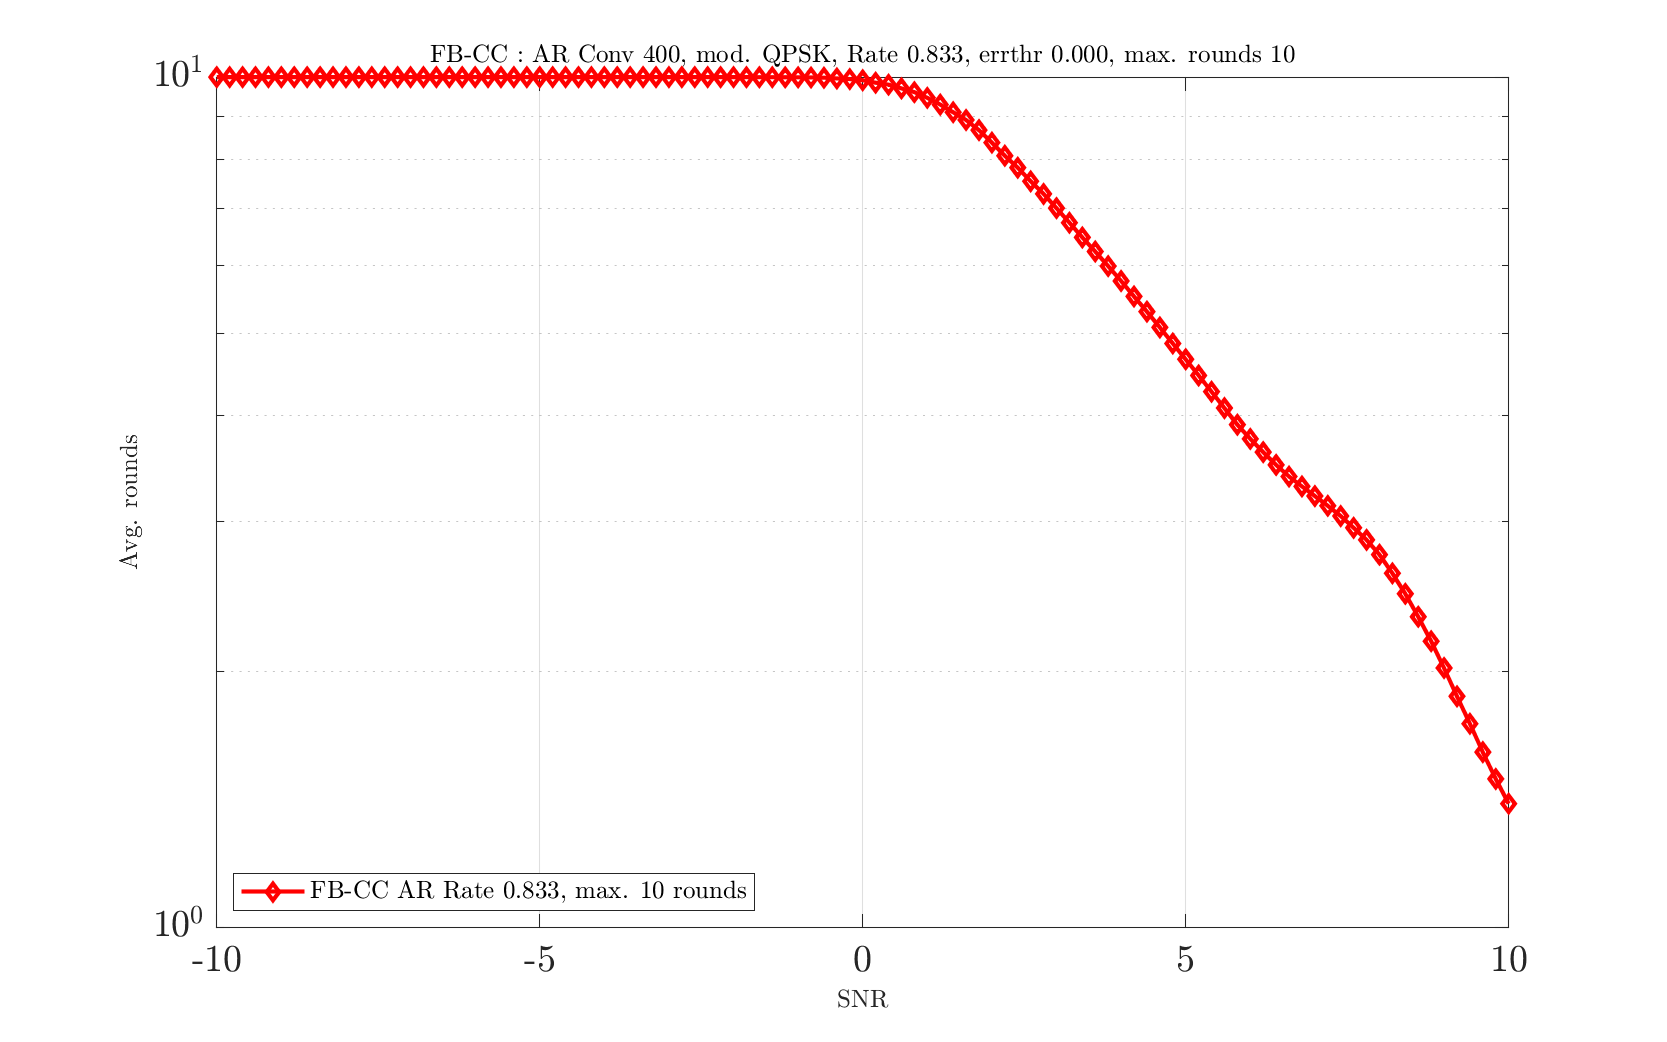 FB-CC : AR Conv 400, mod. QPSK, Rate 0.833, errthr 0.000, max. rounds 10
10¹
Avg. rounds
FB-CC AR Rate 0.833, max. 10 rounds
10⁰
-10 -5 0 5 10
SNR